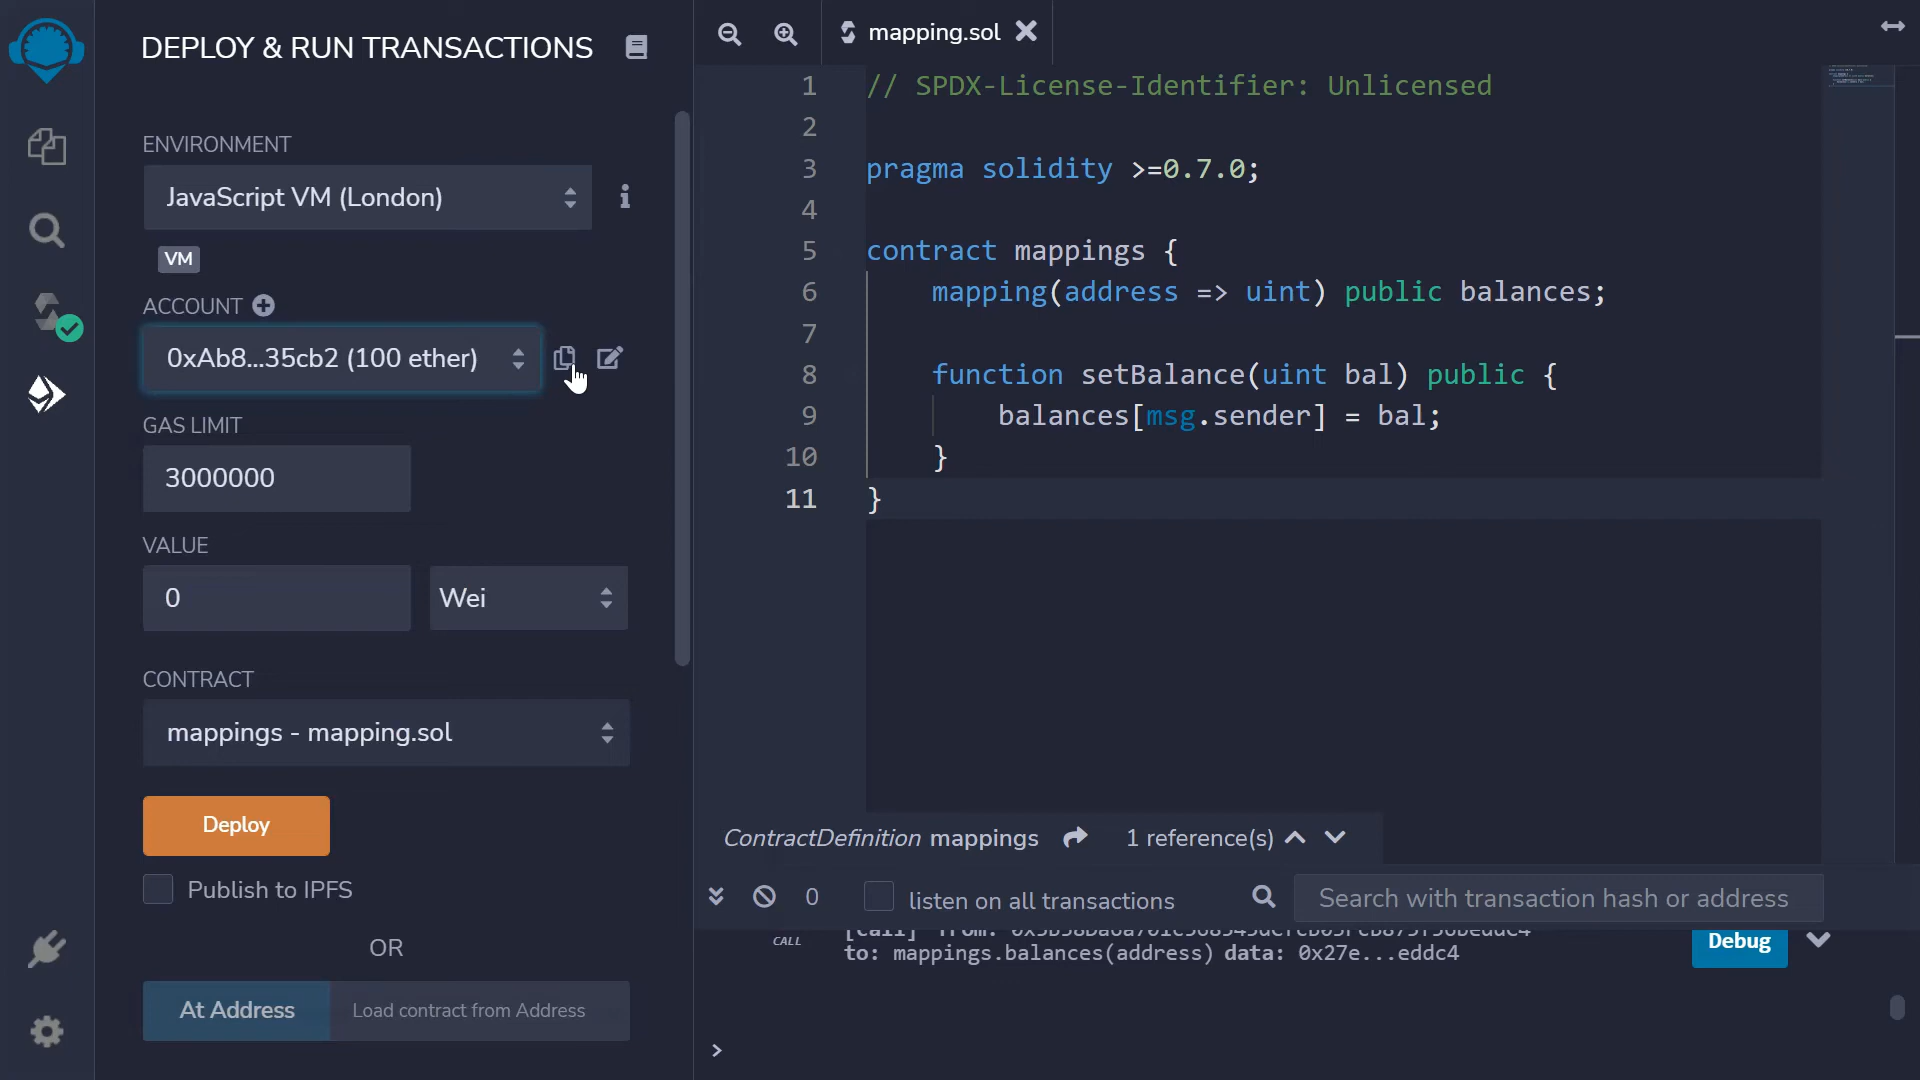 DEPLOY & RUN TRANSACTIONS
ENVIRONMENT
JavaScript VM (London)
VM
ACCOUNT
0xAb8...35cb2 (100 ether)
GAS LIMIT
3000000
VALUE
0
Wei
CONTRACT
mappings - mapping.sol
Deploy
Publish to IPFS
OR
At Address
Load contract from Address
mapping.sol
1 // SPDX-License-Identifier: Unlicensed
2
3 pragma solidity >=0.7.0;
4
5 contract mappings {
6 mapping(address => uint) public balances;
7
8 function setBalance(uint bal) public {
9 balances[msg.sender] = bal;
10 }
11 }
ContractDefinition mappings 1 reference(s)
0 listen on all transactions Search with transaction hash or address
CALL [call] from:
to: mappings.balances(address) data: 0x27e...eddc4
Debug
>